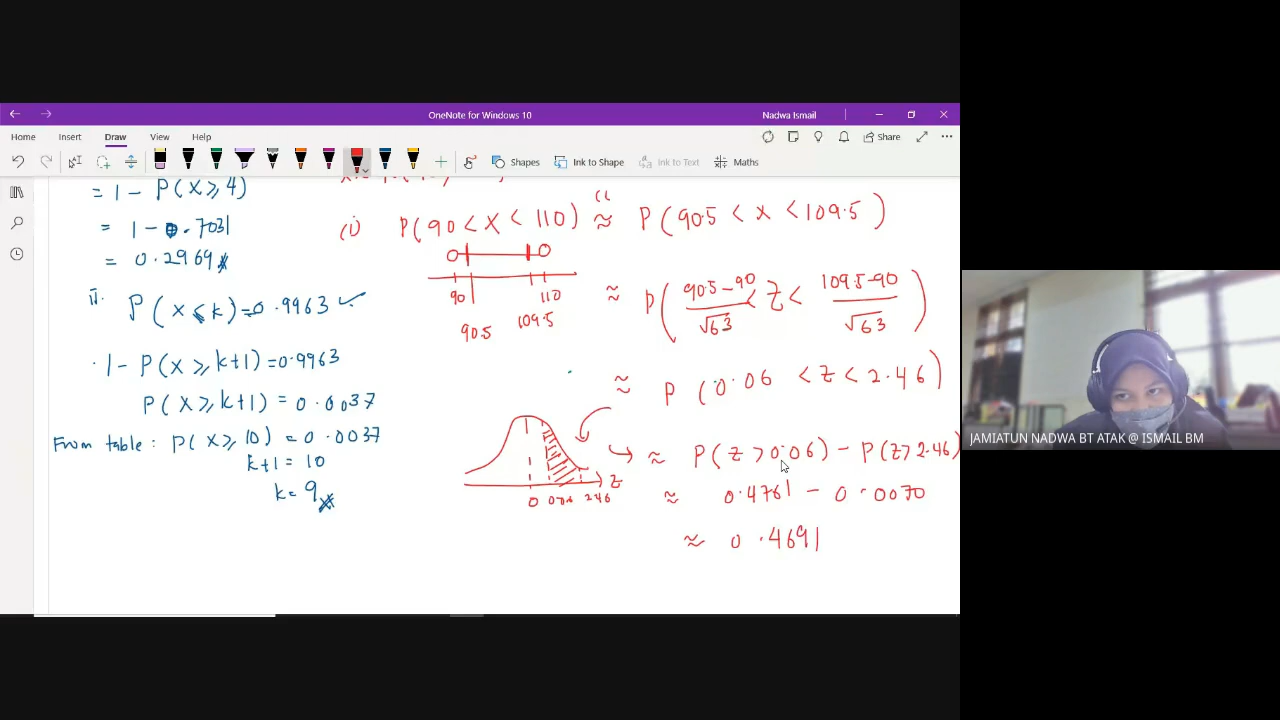 OneNote for Windows 10
Nadwa Ismail
Home Insert Draw View Help
Share
Shapes Ink to Shape Ink to Text Maths
= 1 - P(X ≥ 4)
= 1 - 0.7031
= 0.2969
ii. P(X ≤ k) = 0.9963 ✓
1 - P(X ≥ k+1) = 0.9963
P(X ≥ k+1) = 0.0037
From table: P(X ≥ 10) = 0.0037
k+1 = 10
k = 9
(i) P(90 < X < 110) ≈ P(90.5 < X < 109.5)
cc
90 110
90.5 109.5
≈ P(90.5-90/√63 < Z < 109.5-90/√63)
≈ P(0.06 < Z < 2.46)
≈ P(Z > 0.06) - P(Z > 2.46)
≈ 0.4761 - 0.0070
≈ 0.4691
0 0.06 2.46 Z
JAMIATUN NADWA BT ATAK @ ISMAIL BM